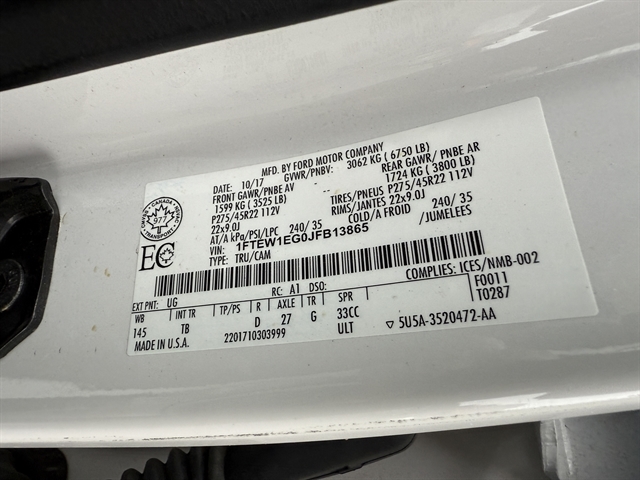 MFD. BY FORD MOTOR COMPANY
10/17 GVWR/PNBV: 3062 KG ( 6750 LB)
FRONT GAWR/PNBE AV REAR GAWR/ PNBE AR
1599 KG ( 3525 LB) 1724 KG ( 3800 LB)
P275/45R22 112V TIRES/PNEUS P275/45R22 112V
22x9.0J RIMS/JANTES 22x9.0J
AT/A kPa/PSI/LPC 240/ 35 COLD/A FROID 240/ 35
VIN: 1FTEW1EG0JFB13865 /JUMELEES
TYPE: TRU/CAM
CANADA
977
TRANSPORT
EC
RC: A1 DSO: COMPLIES: ICES/NMB-002
EXT PNT: UG F0011
WB INT TR TP/PS R AXLE TR SPR T0287
145 TB D 27 G 33CC
ULT
MADE IN U.S.A. 2201710303999 ▽ 5U5A-3520472-AA